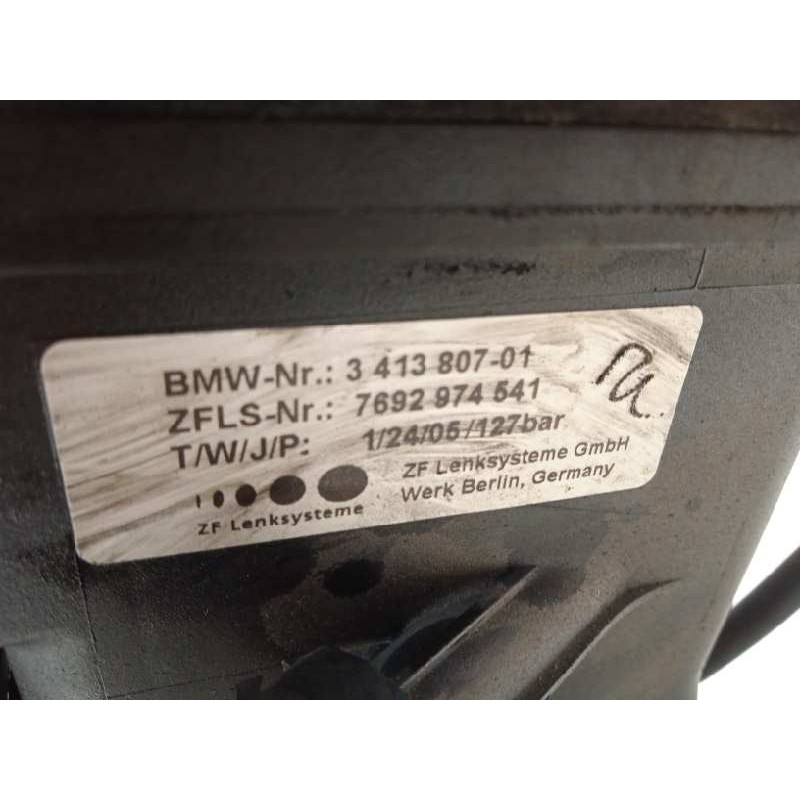 BMW-Nr.: 3 413 807-01
ZFLS-Nr.: 7692 974 541
T/W/J/P: 1/24/05/127bar
ZF Lenksysteme GmbH
Werk Berlin, Germany
ZF Lenksysteme